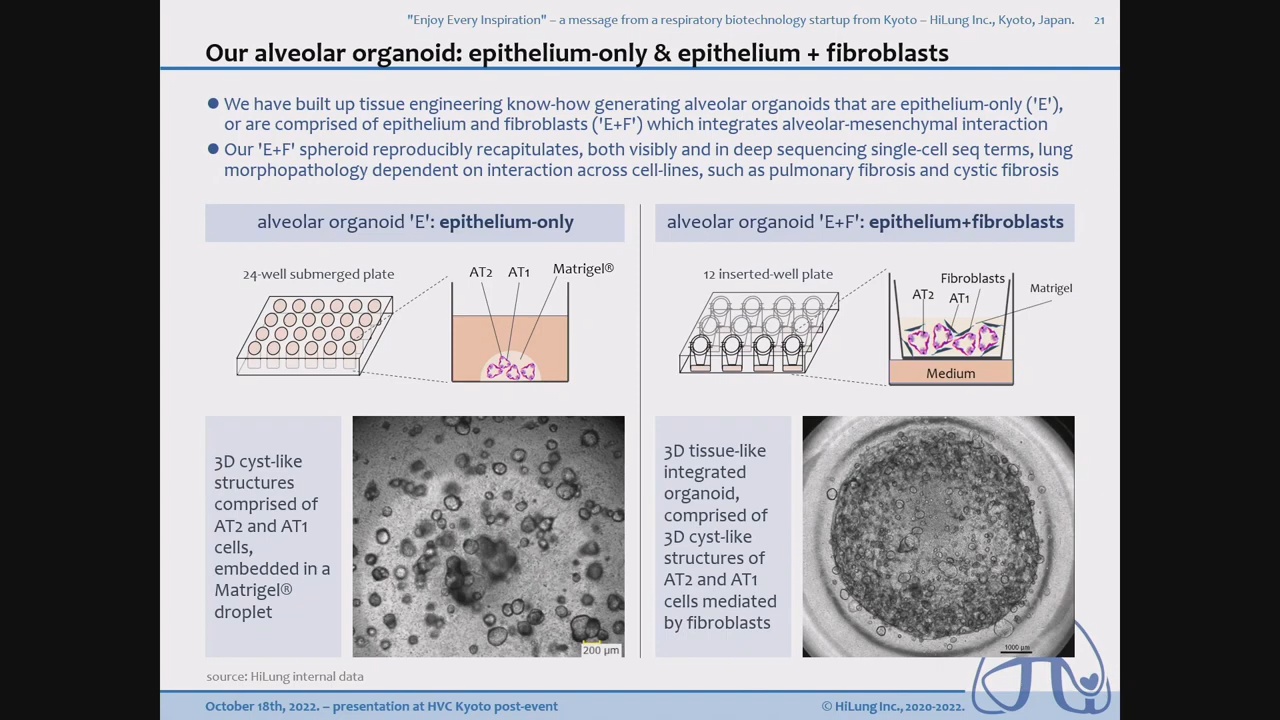 "Enjoy Every Inspiration" – a message from a respiratory biotechnology startup from Kyoto – HiLung Inc., Kyoto, Japan. 21
Our alveolar organoid: epithelium-only & epithelium + fibroblasts
● We have built up tissue engineering know-how generating alveolar organoids that are epithelium-only ('E'),
or are comprised of epithelium and fibroblasts ('E+F') which integrates alveolar-mesenchymal interaction
● Our 'E+F' spheroid reproducibly recapitulates, both visibly and in deep sequencing single-cell seq terms, lung
morphopathology dependent on interaction across cell-lines, such as pulmonary fibrosis and cystic fibrosis
alveolar organoid 'E': epithelium-only
24-well submerged plate
AT2 AT1 Matrigel®
3D cyst-like
structures
comprised of
AT2 and AT1
cells,
embedded in a
Matrigel®
droplet
200 µm
alveolar organoid 'E+F': epithelium+fibroblasts
12 inserted-well plate
Fibroblasts
AT2 AT1
Matrigel
Medium
3D tissue-like
integrated
organoid,
comprised of
3D cyst-like
structures of
AT2 and AT1
cells mediated
by fibroblasts
1000 µm
source: HiLung internal data
October 18th, 2022. – presentation at HVC Kyoto post-event
© HiLung Inc., 2020-2022.